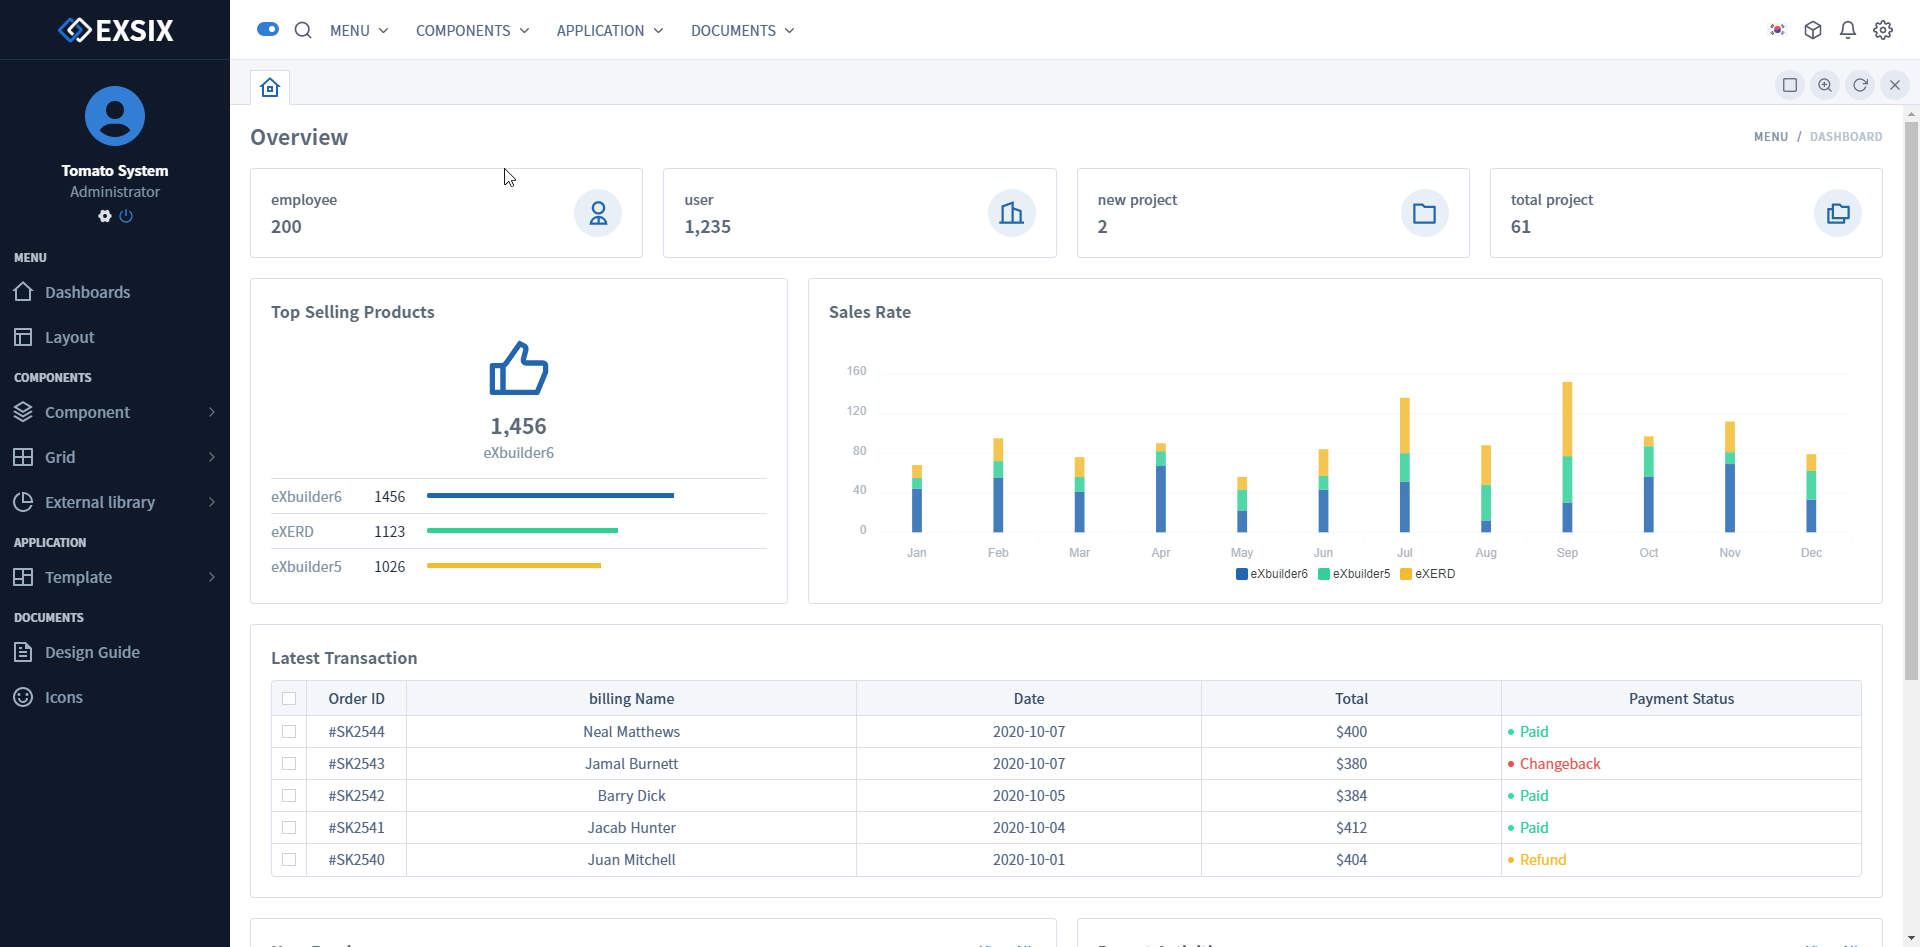 EXSIX
MENU
COMPONENTS
APPLICATION
DOCUMENTS
Tomato System
Administrator
MENU
Dashboards
Layout
COMPONENTS
Component
Grid
External library
APPLICATION
Template
DOCUMENTS
Design Guide
Icons
Overview
MENU / DASHBOARD
employee
200
user
1,235
new project
2
total project
61
Top Selling Products
1,456
eXbuilder6
eXbuilder6 1456
eXERD 1123
eXbuilder5 1026
Sales Rate
160
120
80
40
0
Jan Feb Mar Apr May Jun Jul Aug Sep Oct Nov Dec
eXbuilder6 eXbuilder5 eXERD
Latest Transaction
Order ID billing Name Date Total Payment Status
#SK2544 Neal Matthews 2020-10-07 $400 Paid
#SK2543 Jamal Burnett 2020-10-07 $380 Changeback
#SK2542 Barry Dick 2020-10-05 $384 Paid
#SK2541 Jacab Hunter 2020-10-04 $412 Paid
#SK2540 Juan Mitchell 2020-10-01 $404 Refund